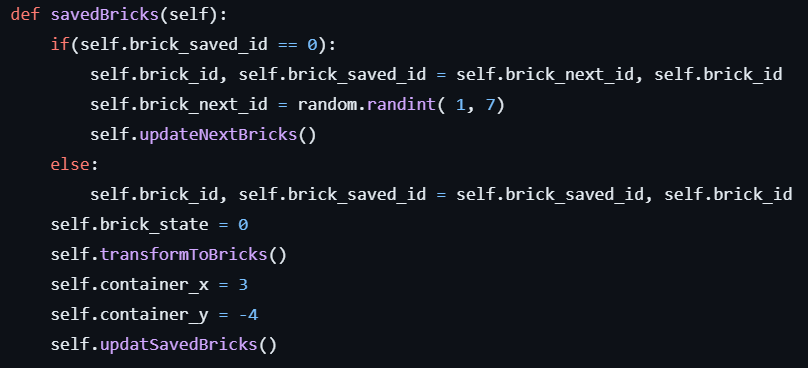 def savedBricks(self):
    if(self.brick_saved_id == 0):
        self.brick_id, self.brick_saved_id = self.brick_next_id, self.brick_id
        self.brick_next_id = random.randint( 1, 7)
        self.updateNextBricks()
    else:
        self.brick_id, self.brick_saved_id = self.brick_saved_id, self.brick_id
    self.brick_state = 0
    self.transformToBricks()
    self.container_x = 3
    self.container_y = -4
    self.updatSavedBricks()